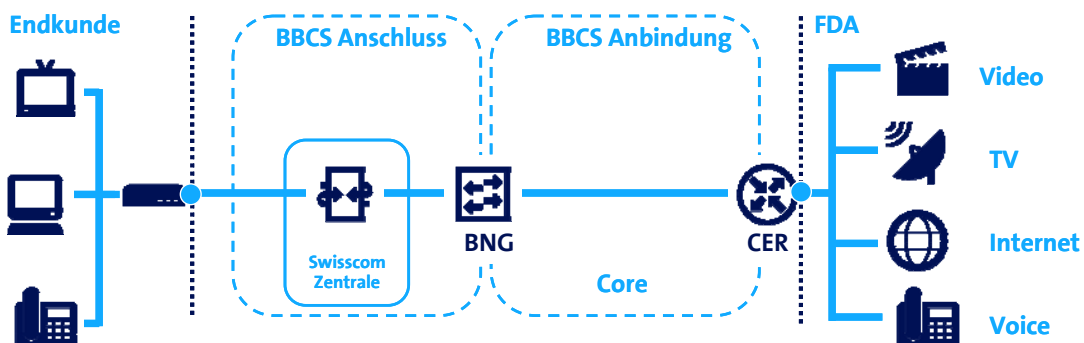 Endkunde
BBCS Anschluss
BBCS Anbindung
FDA
Video
TV
BNG
CER
Internet
Swisscom
Zentrale
Core
Voice